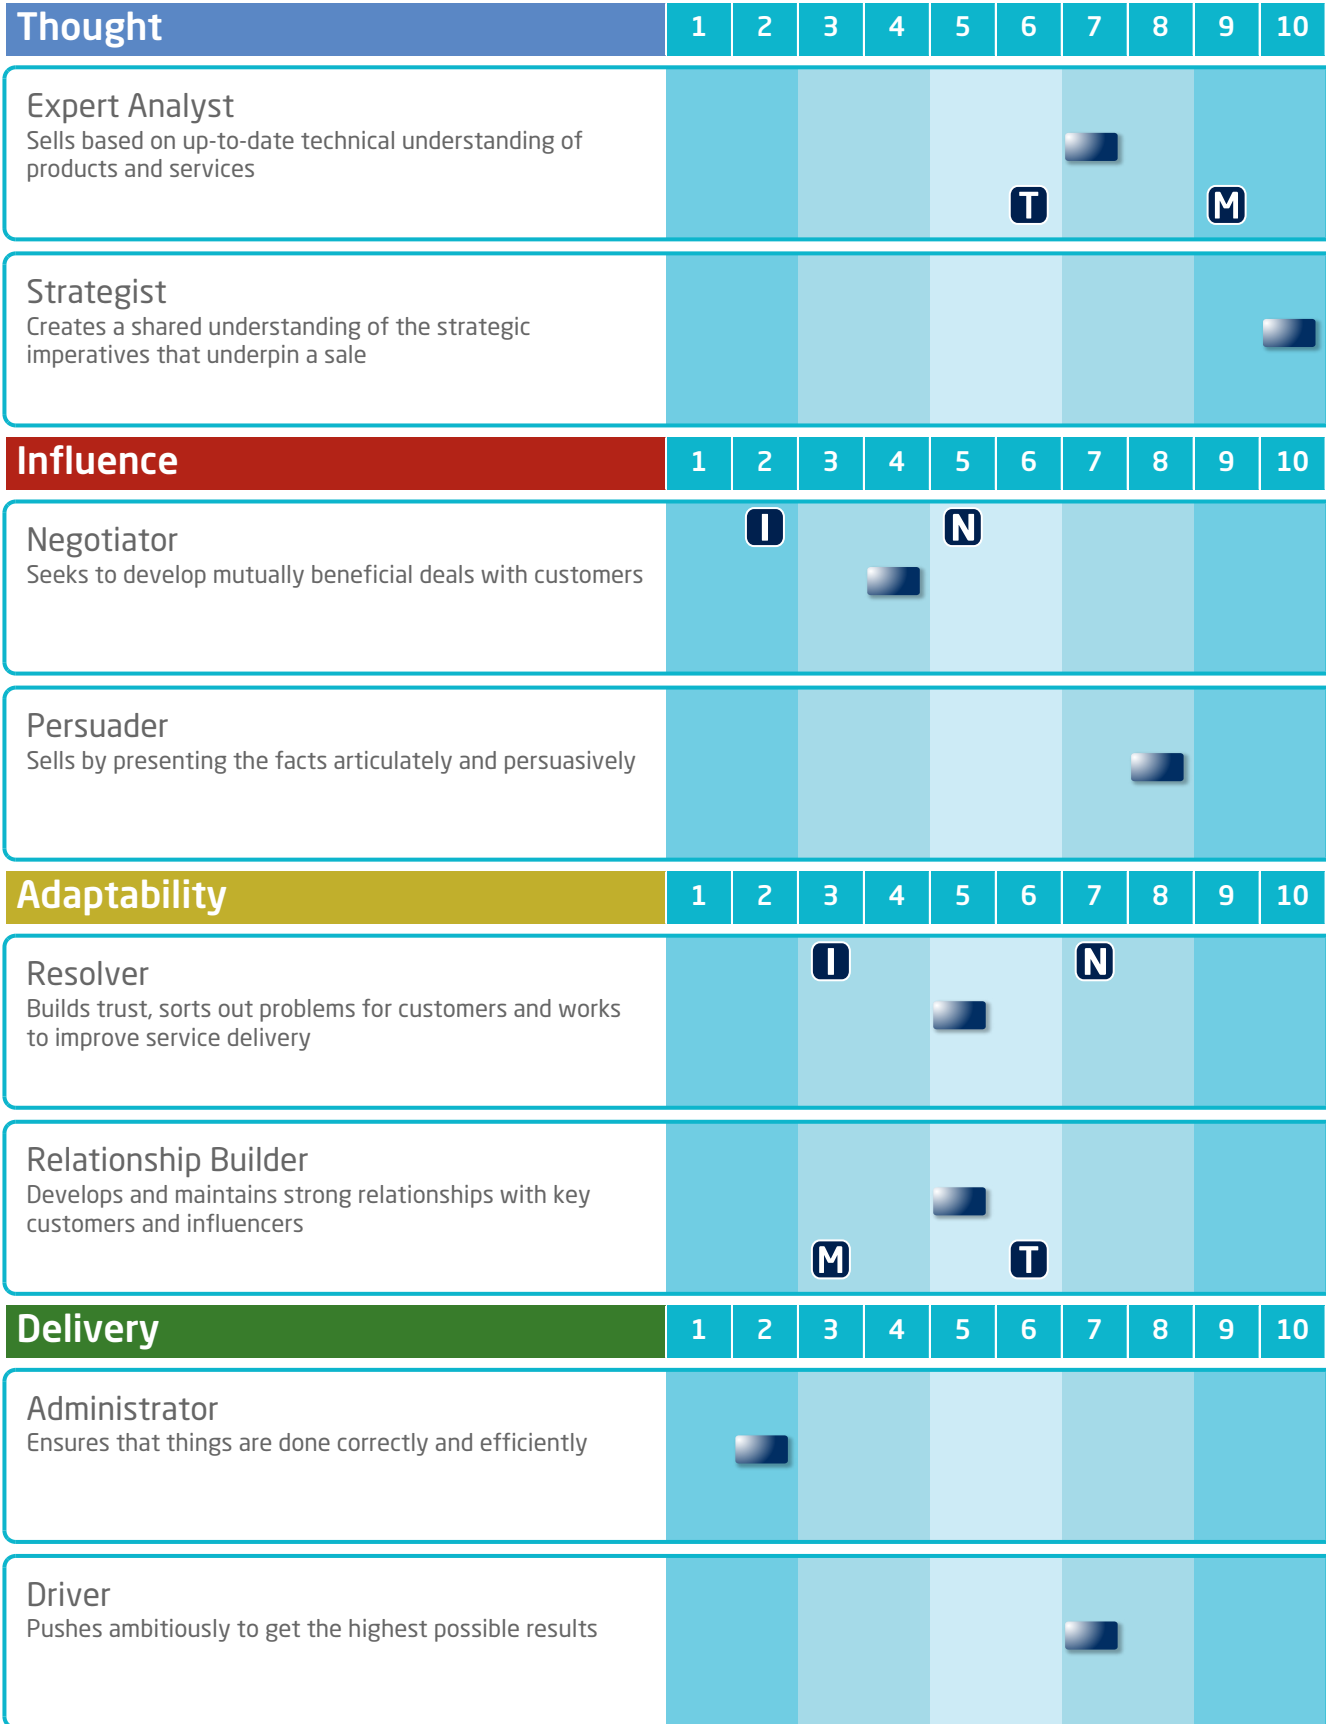 Thought 1 2 3 4 5 6 7 8 9 10
Expert Analyst
Sells based on up-to-date technical understanding of
products and services
T M
Strategist
Creates a shared understanding of the strategic
imperatives that underpin a sale
Influence 1 2 3 4 5 6 7 8 9 10
I N
Negotiator
Seeks to develop mutually beneficial deals with customers
Persuader
Sells by presenting the facts articulately and persuasively
Adaptability 1 2 3 4 5 6 7 8 9 10
I N
Resolver
Builds trust, sorts out problems for customers and works
to improve service delivery
Relationship Builder
Develops and maintains strong relationships with key
customers and influencers
M T
Delivery 1 2 3 4 5 6 7 8 9 10
Administrator
Ensures that things are done correctly and efficiently
Driver
Pushes ambitiously to get the highest possible results